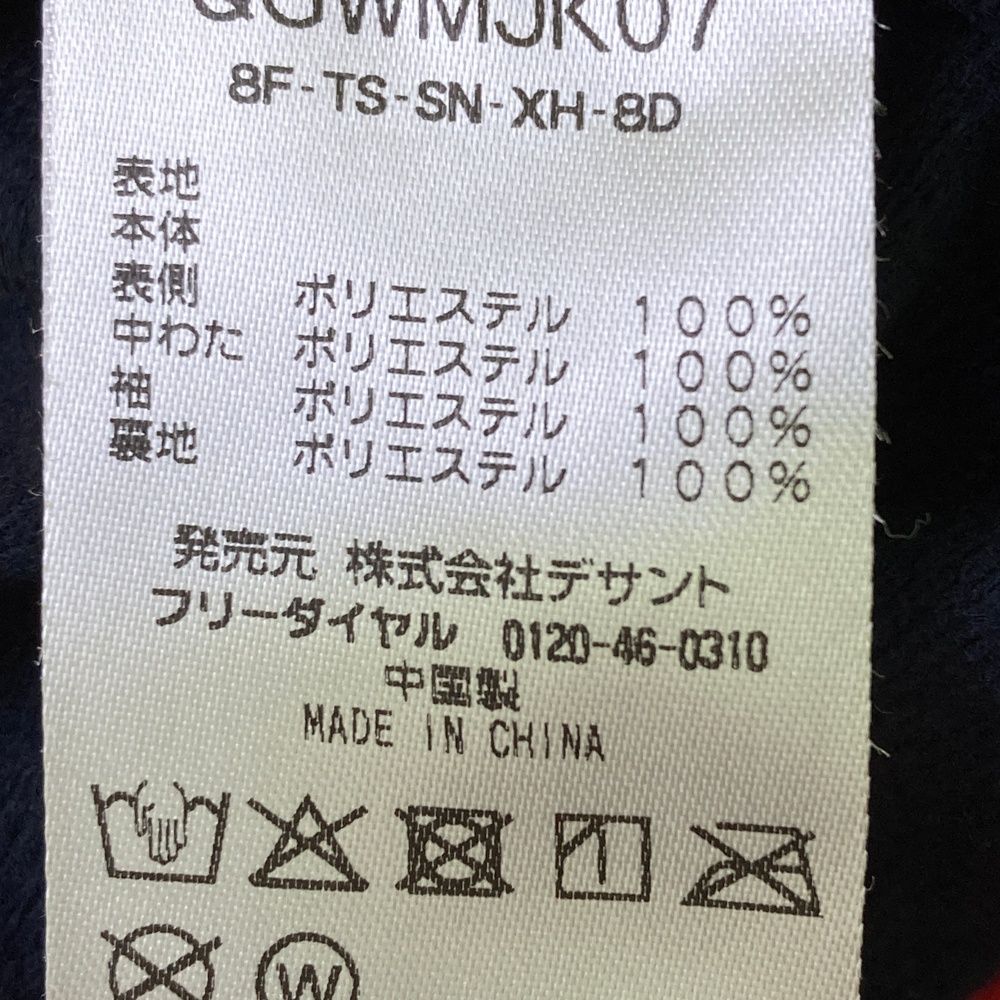 QUWMJK07
8F-TS-SN-XH-8D
表地
本体
表側 ポリエステル 100%
中わた ポリエステル 100%
袖 ポリエステル 100%
裏地 ポリエステル 100%
発売元 株式会社デサント
フリーダイヤル 0120-46-0310
中国製
MADE IN CHINA
W